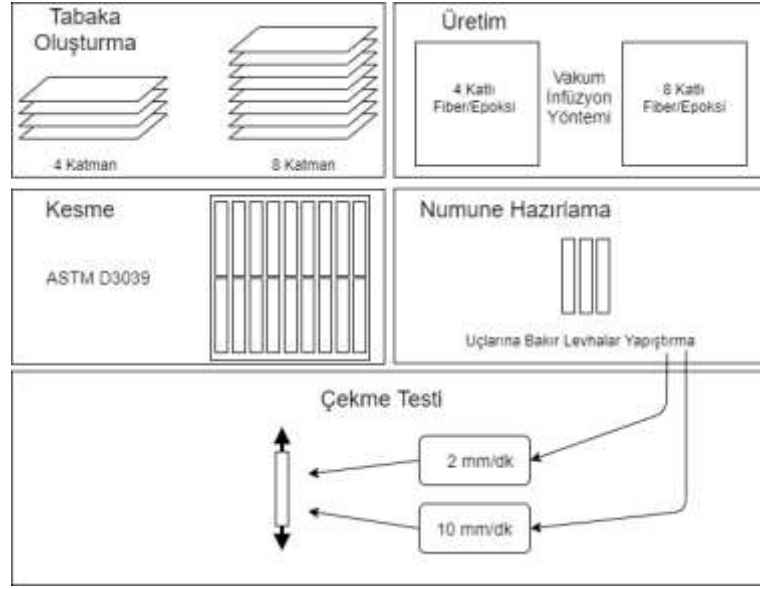 Tabaka
Oluşturma
4 Katman
8 Katman
Üretim
4 Katlı
Fiber/Epoksi
Vakum
İnfüzyon
Yöntemi
8 Katlı
Fiber/Epoksi
Kesme
ASTM D3039
Numune Hazırlama
Uçlarına Bakır Levhalar Yapıştırma
Çekme Testi
2 mm/dk
10 mm/dk